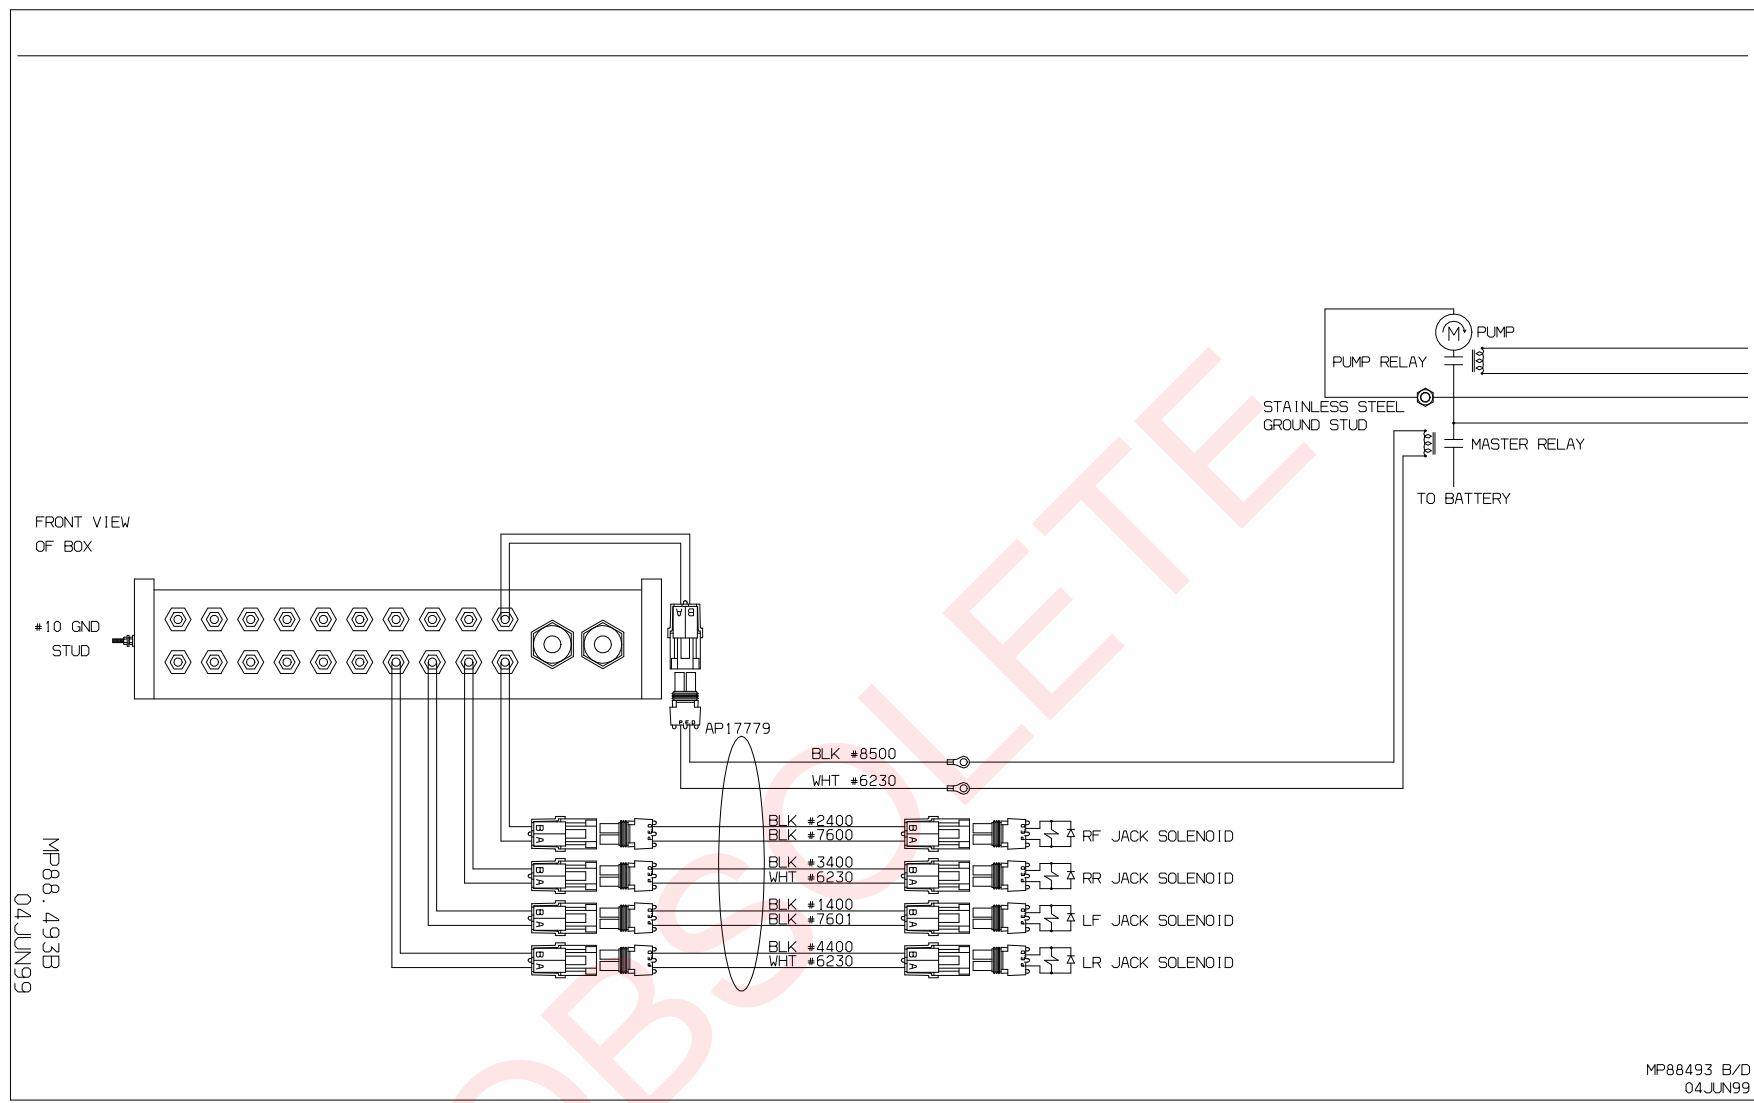 PUMP
PUMP RELAY
STAINLESS STEEL
GROUND STUD
MASTER RELAY
TO BATTERY
FRONT VIEW
OF BOX
#10 GND
STUD
B
A
AP17779
BLK #8500
WHT #6230
BLK #2400
BLK #7600
B
A
B
A
RF JACK SOLENOID
BLK #3400
WHT #6230
B
A
B
A
RR JACK SOLENOID
BLK #1400
BLK #7601
B
A
B
A
LF JACK SOLENOID
BLK #4400
WHT #6230
B
A
B
A
LR JACK SOLENOID
M
OBSOLETE
MP88.493B
04JUN99
MP88493 B/D
04JUN99